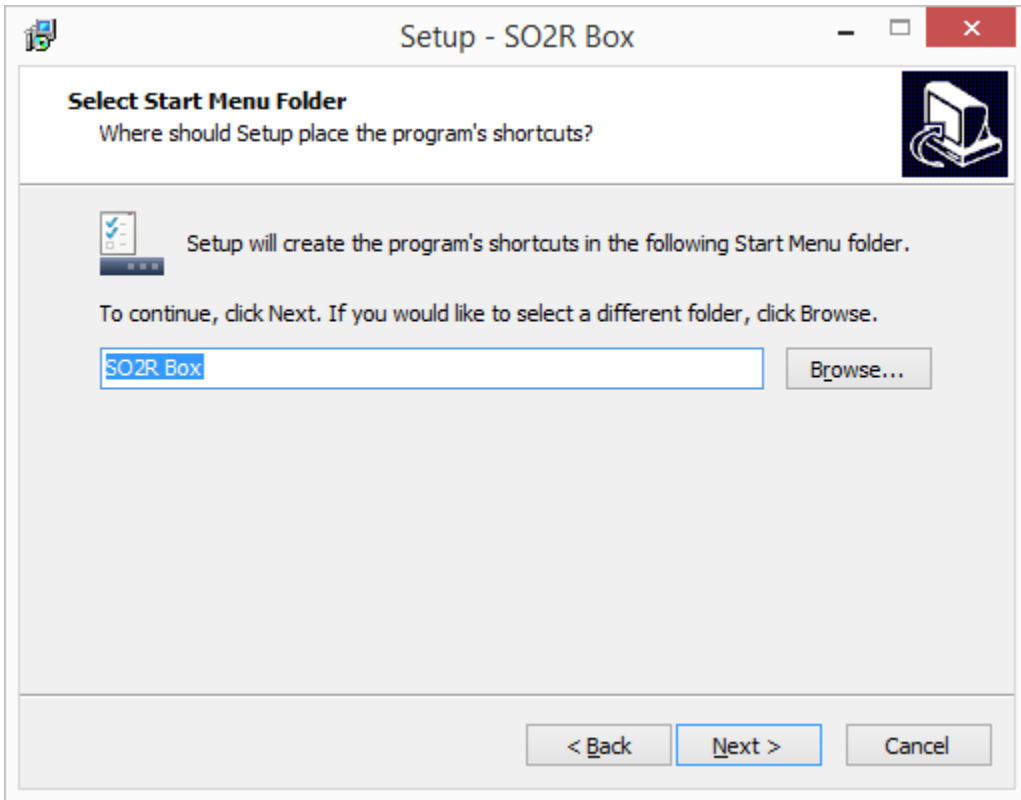 Setup - SO2R Box
Select Start Menu Folder
Where should Setup place the program's shortcuts?
Setup will create the program's shortcuts in the following Start Menu folder.
To continue, click Next. If you would like to select a different folder, click Browse.
SO2R Box
Browse...
< Back
Next >
Cancel